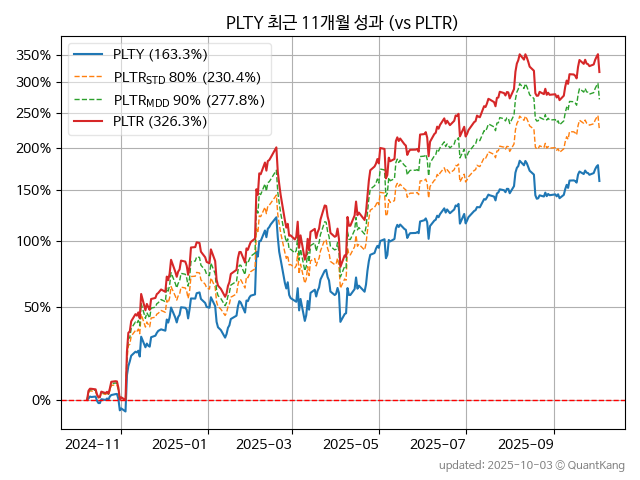 PLTY 최근 11개월 성과 (vs PLTR)
PLTY (163.3%)
PLTR_STD 80% (230.4%)
PLTR_MDD 90% (277.8%)
PLTR (326.3%)
350%
300%
250%
200%
150%
100%
50%
0%
2024-11 2025-01 2025-03 2025-05 2025-07 2025-09
updated: 2025-10-03 © QuantKang